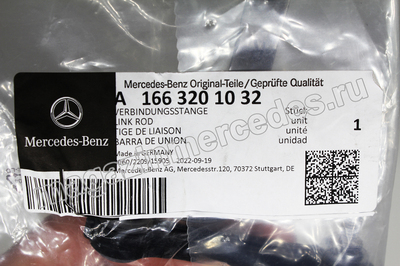 Mercedes-Benz Original-Teile/Geprüfte Qualität
A 166 320 10 32
VERBINDUNGSSTANGE Stück
LINK ROD unit
TIGE DE LIAISON unité 1
BARRA DE UNION unidad
Mercedes-Benz
Made in GERMANY
2022-09-19
Mercedes-Benz AG, Mercedesstr.120, 70372 Stuttgart, DE